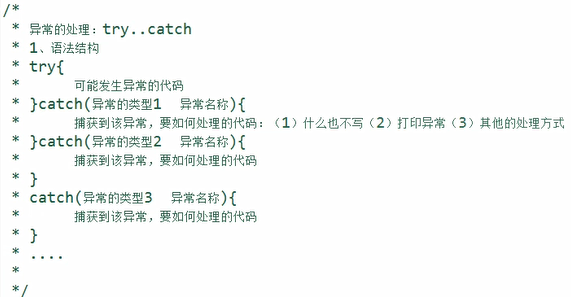 /*
* 异常的处理：try..catch
* 1、语法结构
* try{
* 可能发生异常的代码
* }catch(异常的类型1 异常名称){
* 捕获到该异常，要如何处理的代码：（1）什么也不写（2）打印异常（3）其他的处理方式
* }catch(异常的类型2 异常名称){
* 捕获到该异常，要如何处理的代码
* }
* catch(异常的类型3 异常名称){
* 捕获到该异常，要如何处理的代码
* }
* ....
*
*/